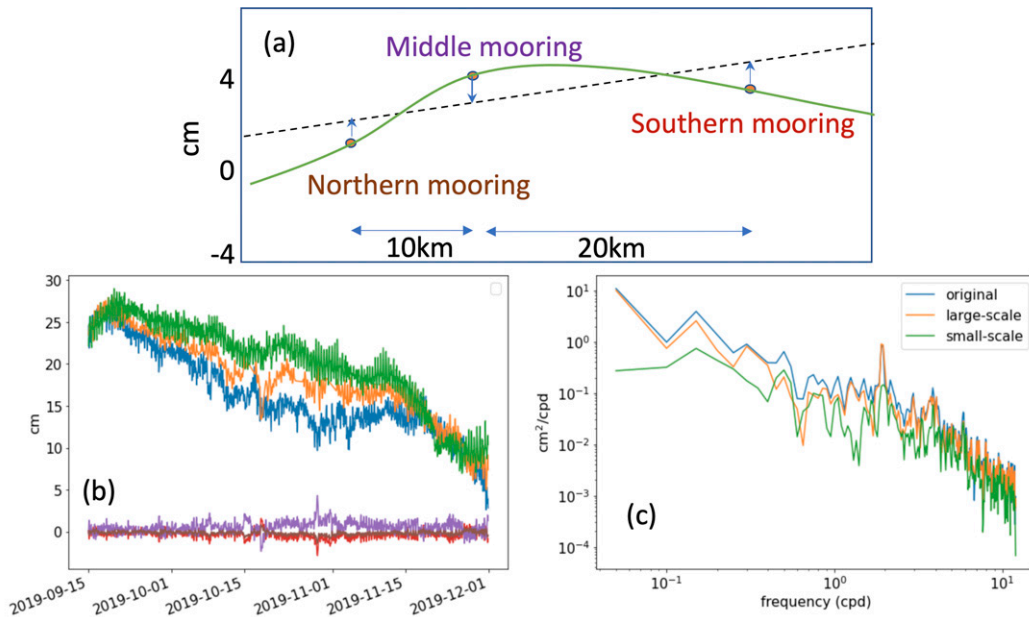 (a)
Middle mooring
4
cm
Southern mooring
0
Northern mooring
10km
20km
-4
30
25
20
15
10
5
0
cm
(b)
2019-09-15
2019-10-01
2019-10-15
2019-11-01
2019-11-15
2019-12-01
original
large-scale
small-scale
10¹
10⁰
10⁻¹
10⁻²
10⁻³
10⁻⁴
cm²/cpd
(c)
10⁻¹
10⁰
10¹
frequency (cpd)